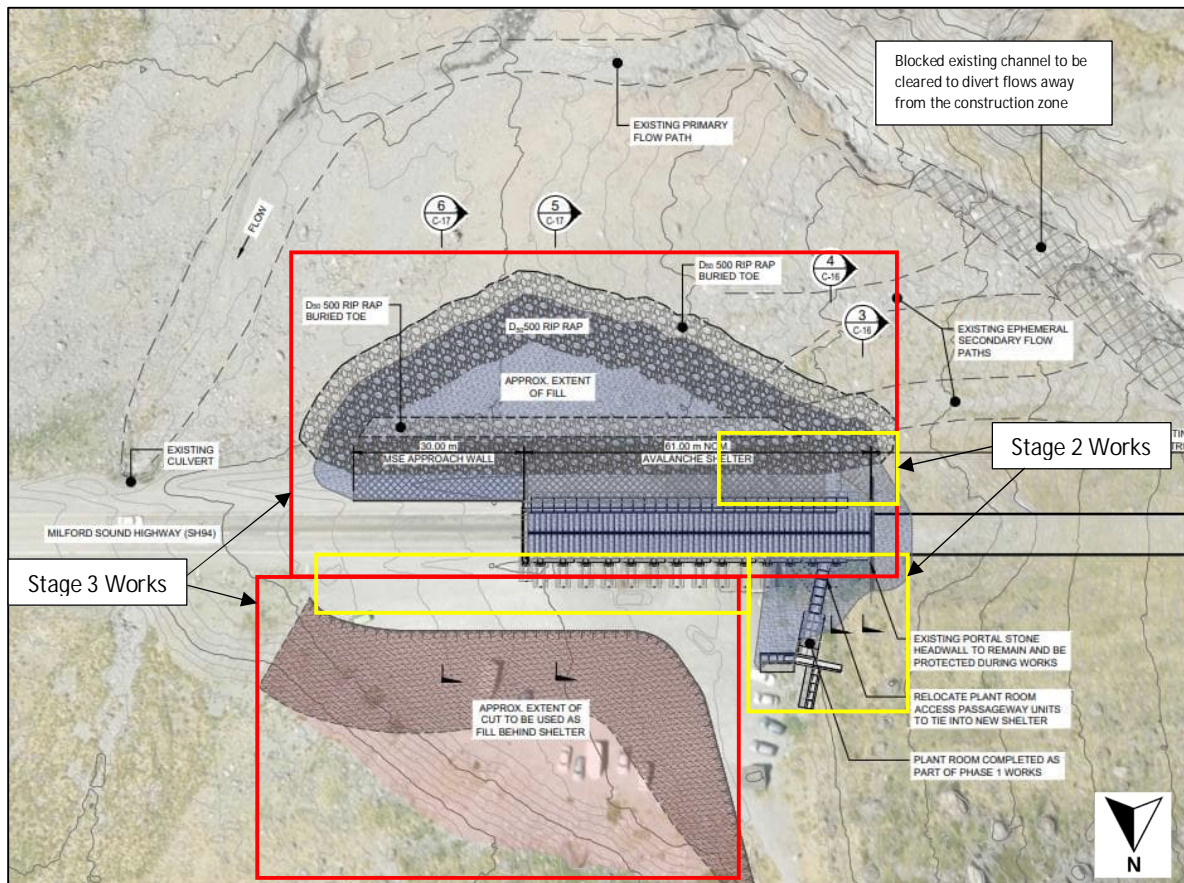 Blocked existing channel to be
cleared to divert flows away
from the construction zone
EXISTING PRIMARY
FLOW PATH
FLOW
6
C-17
5
C-17
4
C-16
3
C-16
D50 500 RIP RAP
BURIED TOE
D50 500 RIP RAP
BURIED TOE
D50 500 RIP RAP
EXISTING EPHEMERAL
SECONDARY FLOW
PATHS
APPROX. EXTENT
OF FILL
EXISTING
CULVERT
30.00 m
MSE APPROACH WALL
61.00 m NOM.
AVALANCHE SHELTER
Stage 2 Works
MILFORD SOUND HIGHWAY (SH94)
Stage 3 Works
EXISTING PORTAL STONE
HEADWALL TO REMAIN AND BE
PROTECTED DURING WORKS
RELOCATE PLANT ROOM
ACCESS PASSAGEWAY UNITS
TO TIE INTO NEW SHELTER
APPROX. EXTENT OF
CUT TO BE USED AS
FILL BEHIND SHELTER
PLANT ROOM COMPLETED AS
PART OF PHASE 1 WORKS
N